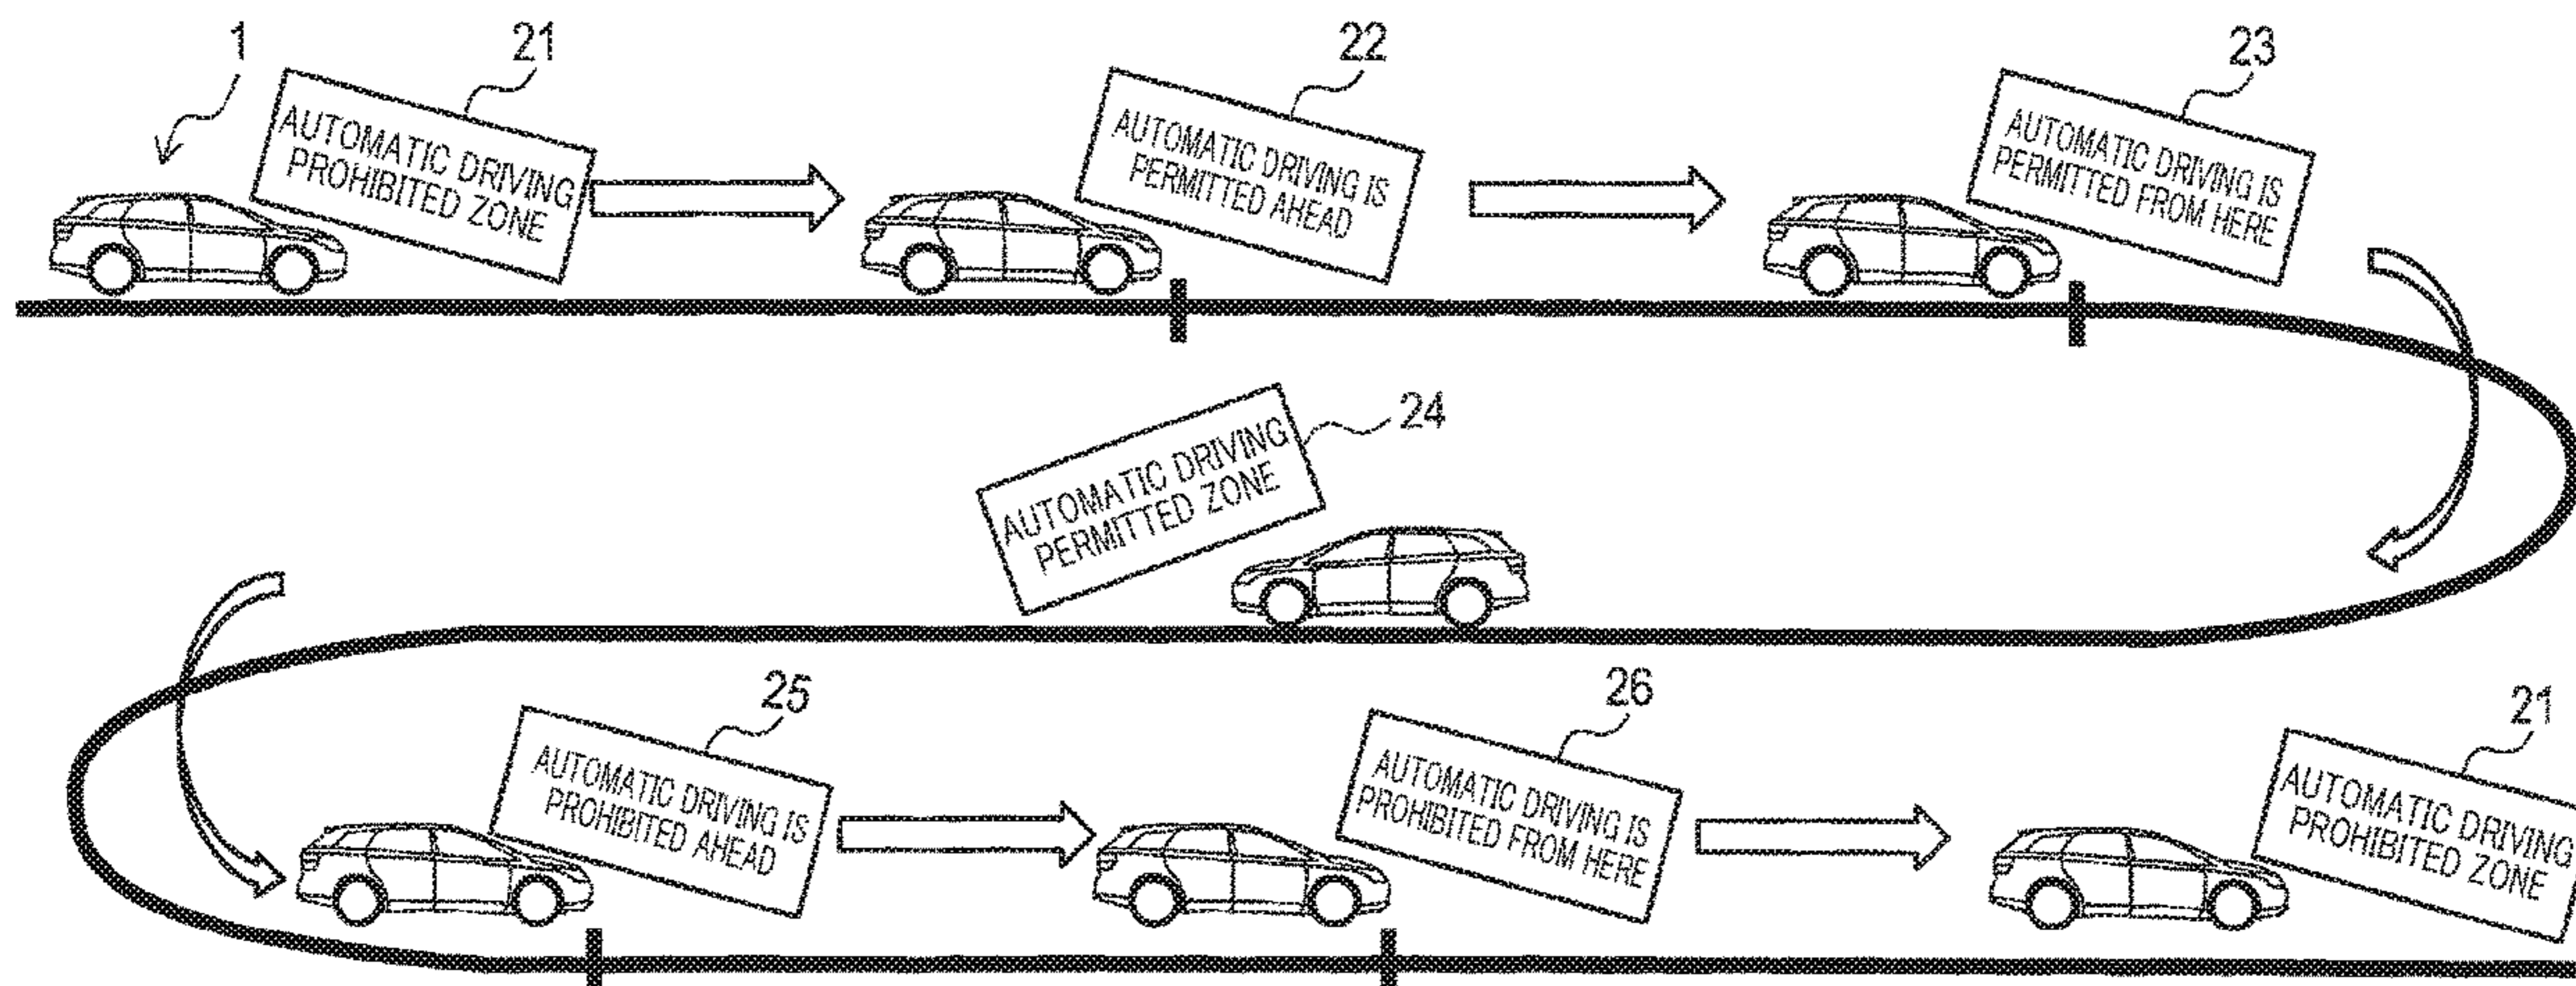 1
21
AUTOMATIC DRIVING
PROHIBITED ZONE
22
AUTOMATIC DRIVING IS
PERMITTED AHEAD
23
AUTOMATIC DRIVING IS
PERMITTED FROM HERE
24
AUTOMATIC DRIVING
PERMITTED ZONE
25
AUTOMATIC DRIVING IS
PROHIBITED AHEAD
26
AUTOMATIC DRIVING IS
PROHIBITED FROM HERE
21
AUTOMATIC DRIVING
PROHIBITED ZONE